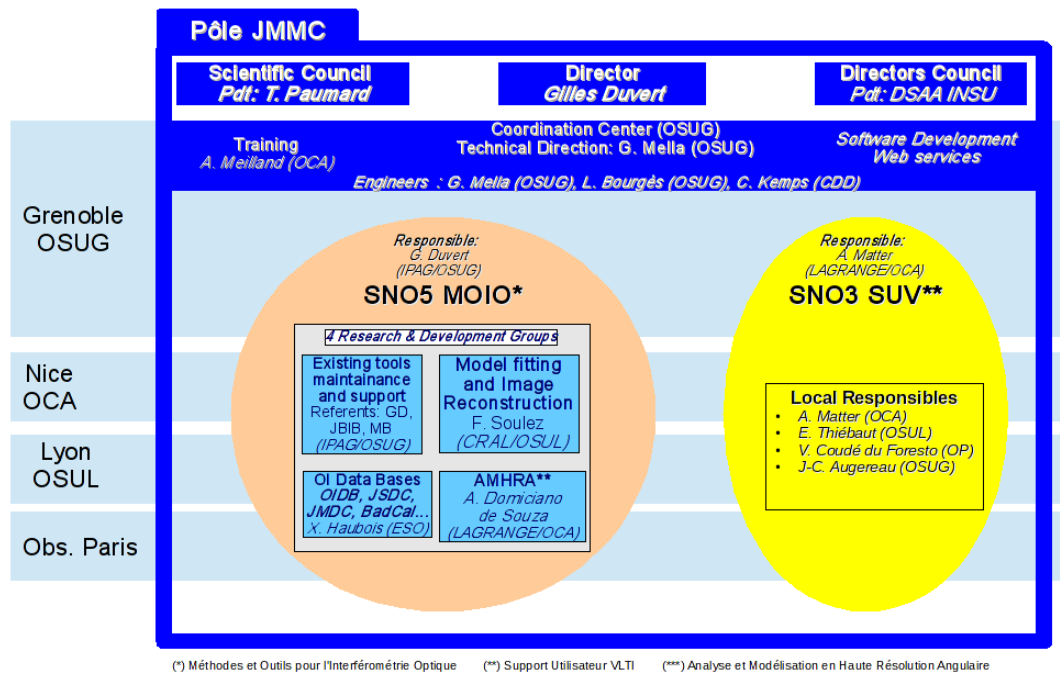 Pôle JMMC
Scientific Council
Pdt: T. Paumard
Director
Gilles Duvert
Directors Council
Pdt: DSAA INSU
Training
A. Meilland (OCA)
Coordination Center (OSUG)
Technical Direction: G. Mella (OSUG)
Software Development
Web services
Engineers : G. Mella (OSUG), L. Bourgès (OSUG), C. Kemps (CDD)
Grenoble
OSUG
Nice
OCA
Lyon
OSUL
Obs. Paris
Responsible:
G. Duvert
(IPAG/OSUG)
SNO5 MOIO*
4 Research & Development Groups
Existing tools
maintainance
and support
Referents: GD,
JBIB, MB
(IPAG/OSUG)
Model fitting
and Image
Reconstruction
F. Soulez
(CRAL/OSUL)
OI Data Bases
OIDB, JSDC,
JMDC, BadCal...
X. Haubois (ESO)
AMHRA**
A. Domiciano
de Souza
(LAGRANGE/OCA)
Responsible:
A. Matter
(LAGRANGE/OCA)
SNO3 SUV**
Local Responsibles
• A. Matter (OCA)
• E. Thiébaut (OSUL)
• V. Coudé du Foresto (OP)
• J-C. Augereau (OSUG)
(*) Méthodes et Outils pour l'Interférométrie Optique (**) Support Utilisateur VLTI (***) Analyse et Modélisation en Haute Résolution Angulaire